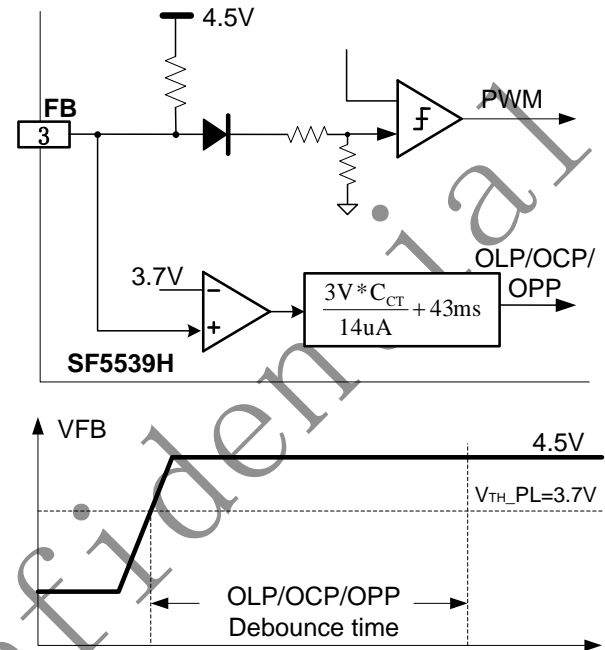 4.5V
FB
3
PWM
3.7V
−
+
3V*C_CT
14uA
+43ms
OLP/OCP/
OPP
SF5539H
VFB
4.5V
V_TH_PL=3.7V
OLP/OCP/OPP
Debounce time
nfidential